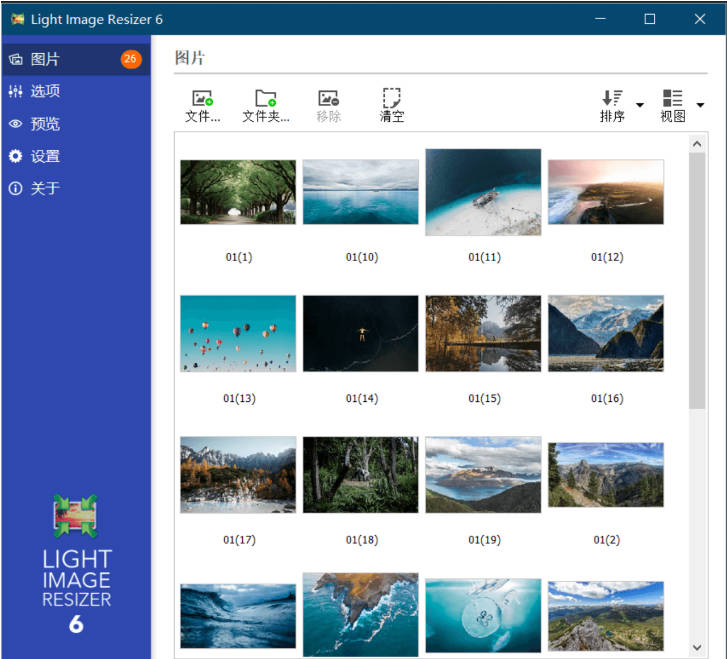 Light Image Resizer 6
图片
26
选项
预览
设置
关于
图片
文件...
文件夹...
移除
清空
排序
视图
01(1)
01(10)
01(11)
01(12)
01(13)
01(14)
01(15)
01(16)
01(17)
01(18)
01(19)
01(2)
LIGHT
IMAGE
RESIZER
6